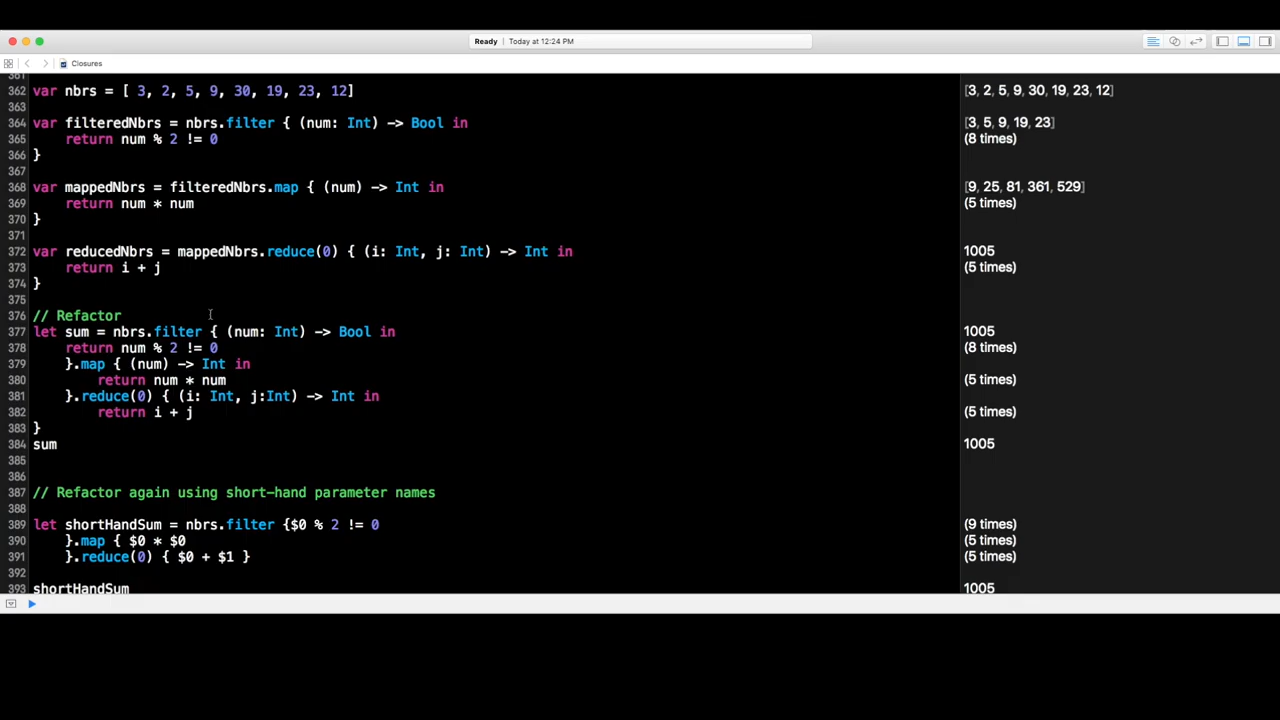 Ready | Today at 12:24 PM
Closures
361
362 var nbrs = [ 3, 2, 5, 9, 30, 19, 23, 12] [3, 2, 5, 9, 30, 19, 23, 12]
363
364 var filteredNbrs = nbrs.filter { (num: Int) -> Bool in [3, 5, 9, 19, 23]
365 return num % 2 != 0 (8 times)
366 }
367
368 var mappedNbrs = filteredNbrs.map { (num) -> Int in [9, 25, 81, 361, 529]
369 return num * num (5 times)
370 }
371
372 var reducedNbrs = mappedNbrs.reduce(0) { (i: Int, j: Int) -> Int in 1005
373 return i + j (5 times)
374 }
375
376 // Refactor
377 let sum = nbrs.filter { (num: Int) -> Bool in 1005
378 return num % 2 != 0 (8 times)
379 }.map { (num) -> Int in
380 return num * num (5 times)
381 }.reduce(0) { (i: Int, j:Int) -> Int in
382 return i + j (5 times)
383 }
384 sum 1005
385
386
387 // Refactor again using short-hand parameter names
388
389 let shortHandSum = nbrs.filter {$0 % 2 != 0 (9 times)
390 }.map { $0 * $0 (5 times)
391 }.reduce(0) { $0 + $1 } (5 times)
392
393 shortHandSum 1005